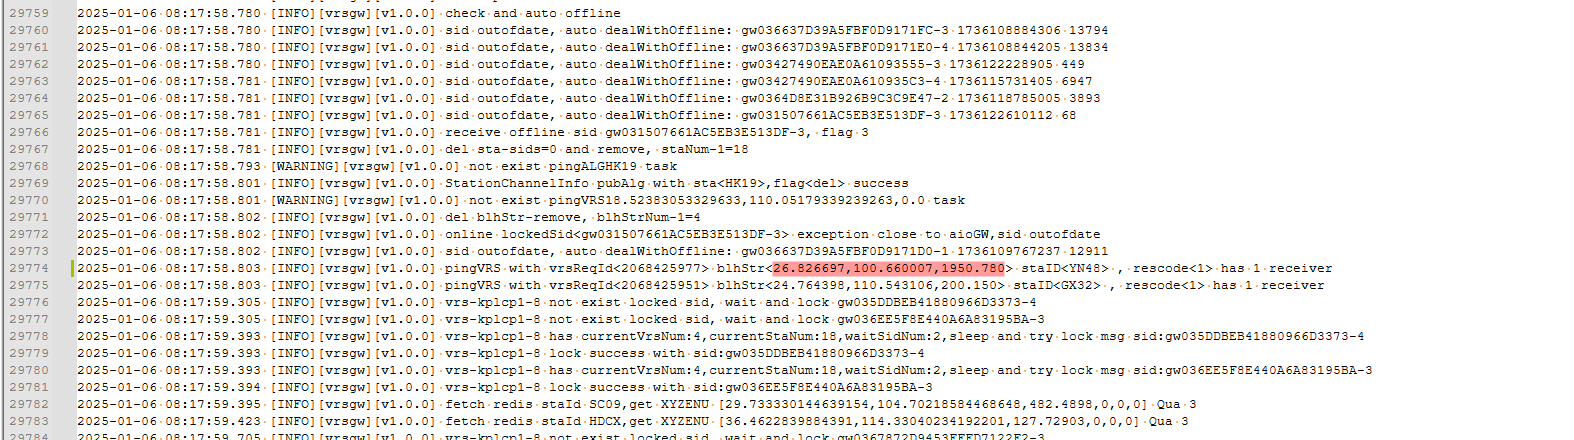 29759 2025-01-06 08:17:58.780 [INFO][vrsgw][v1.0.0] check and auto offline
29760 2025-01-06 08:17:58.780 [INFO][vrsgw][v1.0.0] sid outofdate, auto dealWithOffline: gw036637D39A5FBF0D9171FC-3 1736108884306 13794
29761 2025-01-06 08:17:58.780 [INFO][vrsgw][v1.0.0] sid outofdate, auto dealWithOffline: gw036637D39A5FBF0D9171E0-4 1736108844205 13834
29762 2025-01-06 08:17:58.780 [INFO][vrsgw][v1.0.0] sid outofdate, auto dealWithOffline: gw03427490EAE0A61093555-3 1736122228905 449
29763 2025-01-06 08:17:58.781 [INFO][vrsgw][v1.0.0] sid outofdate, auto dealWithOffline: gw03427490EAE0A610935C3-4 1736115731405 6947
29764 2025-01-06 08:17:58.781 [INFO][vrsgw][v1.0.0] sid outofdate, auto dealWithOffline: gw0364D8E31B926B9C3C9E47-2 1736118785005 3893
29765 2025-01-06 08:17:58.781 [INFO][vrsgw][v1.0.0] sid outofdate, auto dealWithOffline: gw031507661AC5EB3E513DF-3 1736122610112 68
29766 2025-01-06 08:17:58.781 [INFO][vrsgw][v1.0.0] receive offline sid gw031507661AC5EB3E513DF-3, flag 3
29767 2025-01-06 08:17:58.781 [INFO][vrsgw][v1.0.0] del sta-sids=0 and remove, staNum-1=18
29768 2025-01-06 08:17:58.793 [WARNING][vrsgw][v1.0.0] not exist pingALGHK19 task
29769 2025-01-06 08:17:58.801 [INFO][vrsgw][v1.0.0] StationChannelInfo pubAlg with sta<HK19>,flag<del> success
29770 2025-01-06 08:17:58.801 [WARNING][vrsgw][v1.0.0] not exist pingVRS18.52383053329633,110.05179339239263,0.0 task
29771 2025-01-06 08:17:58.802 [INFO][vrsgw][v1.0.0] del blhStr-remove, blhStrNum-1=4
29772 2025-01-06 08:17:58.802 [INFO][vrsgw][v1.0.0] online lockedSid<gw031507661AC5EB3E513DF-3> exception close to aioGW,sid outofdate
29773 2025-01-06 08:17:58.802 [INFO][vrsgw][v1.0.0] sid outofdate, auto dealWithOffline: gw036637D39A5FBF0D9171D0-1 1736109767237 12911
29774 2025-01-06 08:17:58.803 [INFO][vrsgw][v1.0.0] pingVRS with vrsReqId<2068425977> blhStr<26.826697,100.660007,1950.780> staID<YN48> , rescode<1> has 1 receiver
29775 2025-01-06 08:17:58.803 [INFO][vrsgw][v1.0.0] pingVRS with vrsReqId<2068425951> blhStr<24.764398,110.543106,200.150> staID<GX32> , rescode<1> has 1 receiver
29776 2025-01-06 08:17:59.305 [INFO][vrsgw][v1.0.0] vrs-kplcp1-8 not exist locked sid, wait and lock gw035DDBEB41880966D3373-4
29777 2025-01-06 08:17:59.305 [INFO][vrsgw][v1.0.0] vrs-kplcp1-8 not exist locked sid, wait and lock gw036EE5F8E440A6A83195BA-3
29778 2025-01-06 08:17:59.393 [INFO][vrsgw][v1.0.0] vrs-kplcp1-8 has currentVrsNum:4,currentStaNum:18,waitSidNum:2,sleep and try lock msg sid:gw035DDBEB41880966D3373-4
29779 2025-01-06 08:17:59.393 [INFO][vrsgw][v1.0.0] vrs-kplcp1-8 lock success with sid:gw035DDBEB41880966D3373-4
29780 2025-01-06 08:17:59.393 [INFO][vrsgw][v1.0.0] vrs-kplcp1-8 has currentVrsNum:4,currentStaNum:18,waitSidNum:2,sleep and try lock msg sid:gw036EE5F8E440A6A83195BA-3
29781 2025-01-06 08:17:59.394 [INFO][vrsgw][v1.0.0] vrs-kplcp1-8 lock success with sid:gw036EE5F8E440A6A83195BA-3
29782 2025-01-06 08:17:59.395 [INFO][vrsgw][v1.0.0] fetch redis staId SC09,get XYZENU [29.733330144639154,104.70218584468648,482.4898,0,0,0] Qua 3
29783 2025-01-06 08:17:59.423 [INFO][vrsgw][v1.0.0] fetch redis staId HDCX,get XYZENU [36.4622839884391,114.33040234192201,127.72903,0,0,0] Qua 3
29784 2025-01-06 08:17:59.705 [INFO][vrsgw][v1.0.0] vrs-kplcp1-8 not exist locked sid, wait and lock gw0367872D9453FFFD7122F2-3